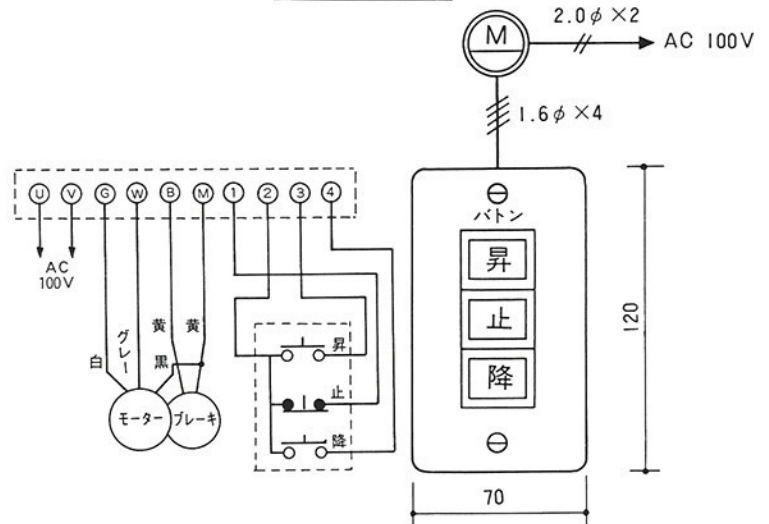 2.0φ×2
M
AC 100V
1.6φ×4
U V G W B M 1 2 3 4
AC
100V
白
グレー
黒
黄
黄
モーター
ブレーキ
昇
止
降
バトン
昇
止
降
120
70